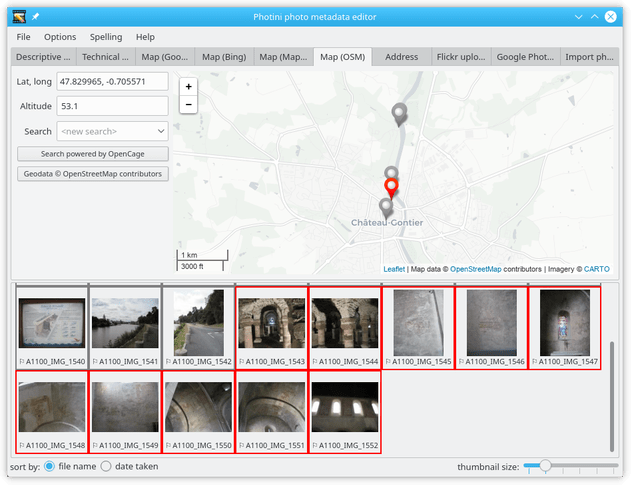 Photini photo metadata editor
File Options Spelling Help
Descriptive ... Technical ... Map (Goo... Map (Bing) Map (Map... Map (OSM) Address Flickr uplo... Google Phot... Import ph...
Lat, long 47.829965, -0.705571
Altitude 53.1
Search <new search>
Search powered by OpenCage
Geodata © OpenStreetMap contributors
+
−
Château-Gontier
1 km
3000 ft
Leaflet | Map data © OpenStreetMap contributors | Imagery © CARTO
A1100_IMG_1540 A1100_IMG_1541 A1100_IMG_1542 A1100_IMG_1543 A1100_IMG_1544 A1100_IMG_1545 A1100_IMG_1546 A1100_IMG_1547
A1100_IMG_1548 A1100_IMG_1549 A1100_IMG_1550 A1100_IMG_1551 A1100_IMG_1552
sort by: file name date taken thumbnail size: